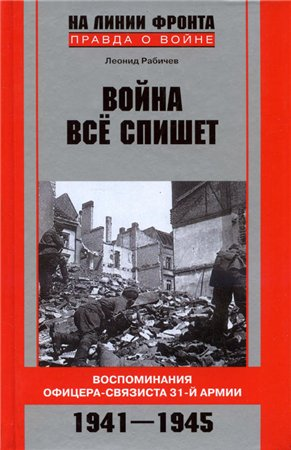 НА ЛИНИИ ФРОНТА
ПРАВДА О ВОЙНЕ
Леонид Рабичев
ВОЙНА
ВСЁ СПИШЕТ
ВОСПОМИНАНИЯ
ОФИЦЕРА-СВЯЗИСТА 31-Й АРМИИ
1941—1945